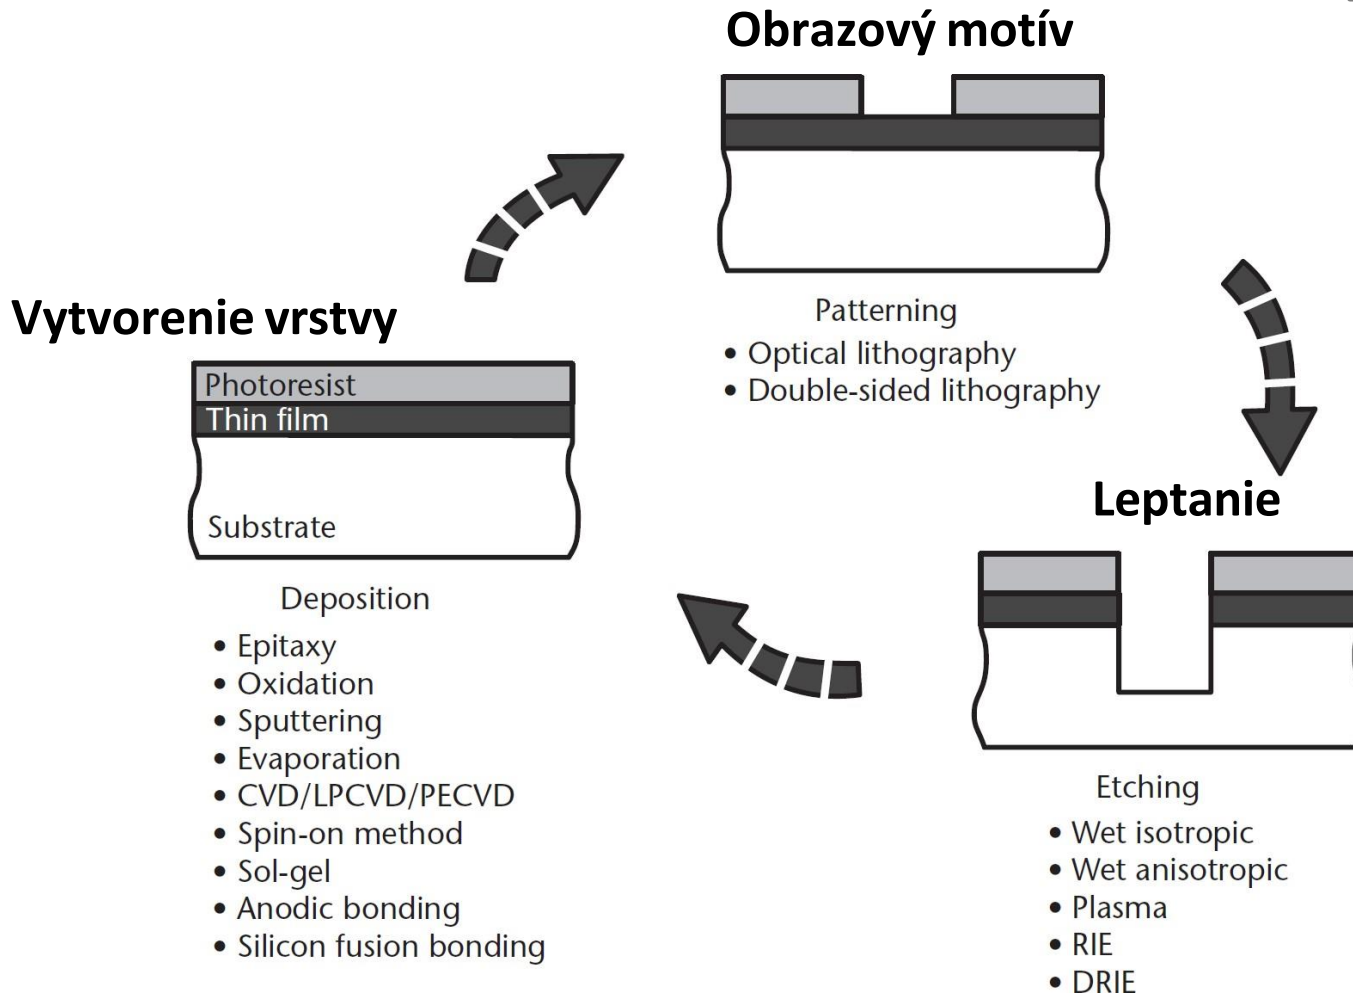 Obrazový motív
Patterning
• Optical lithography
• Double-sided lithography
Vytvorenie vrstvy
Photoresist
Thin film
Substrate
Deposition
• Epitaxy
• Oxidation
• Sputtering
• Evaporation
• CVD/LPCVD/PECVD
• Spin-on method
• Sol-gel
• Anodic bonding
• Silicon fusion bonding
Leptanie
Etching
• Wet isotropic
• Wet anisotropic
• Plasma
• RIE
• DRIE